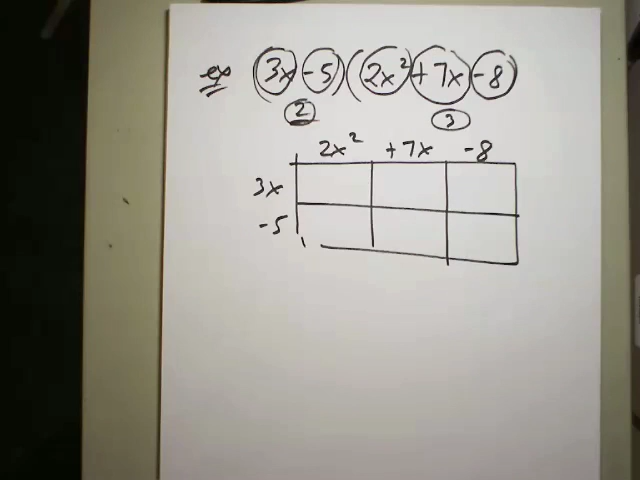 ex (3x -5)(2x² +7x -8)
2 3
2x² +7x -8
3x
-5